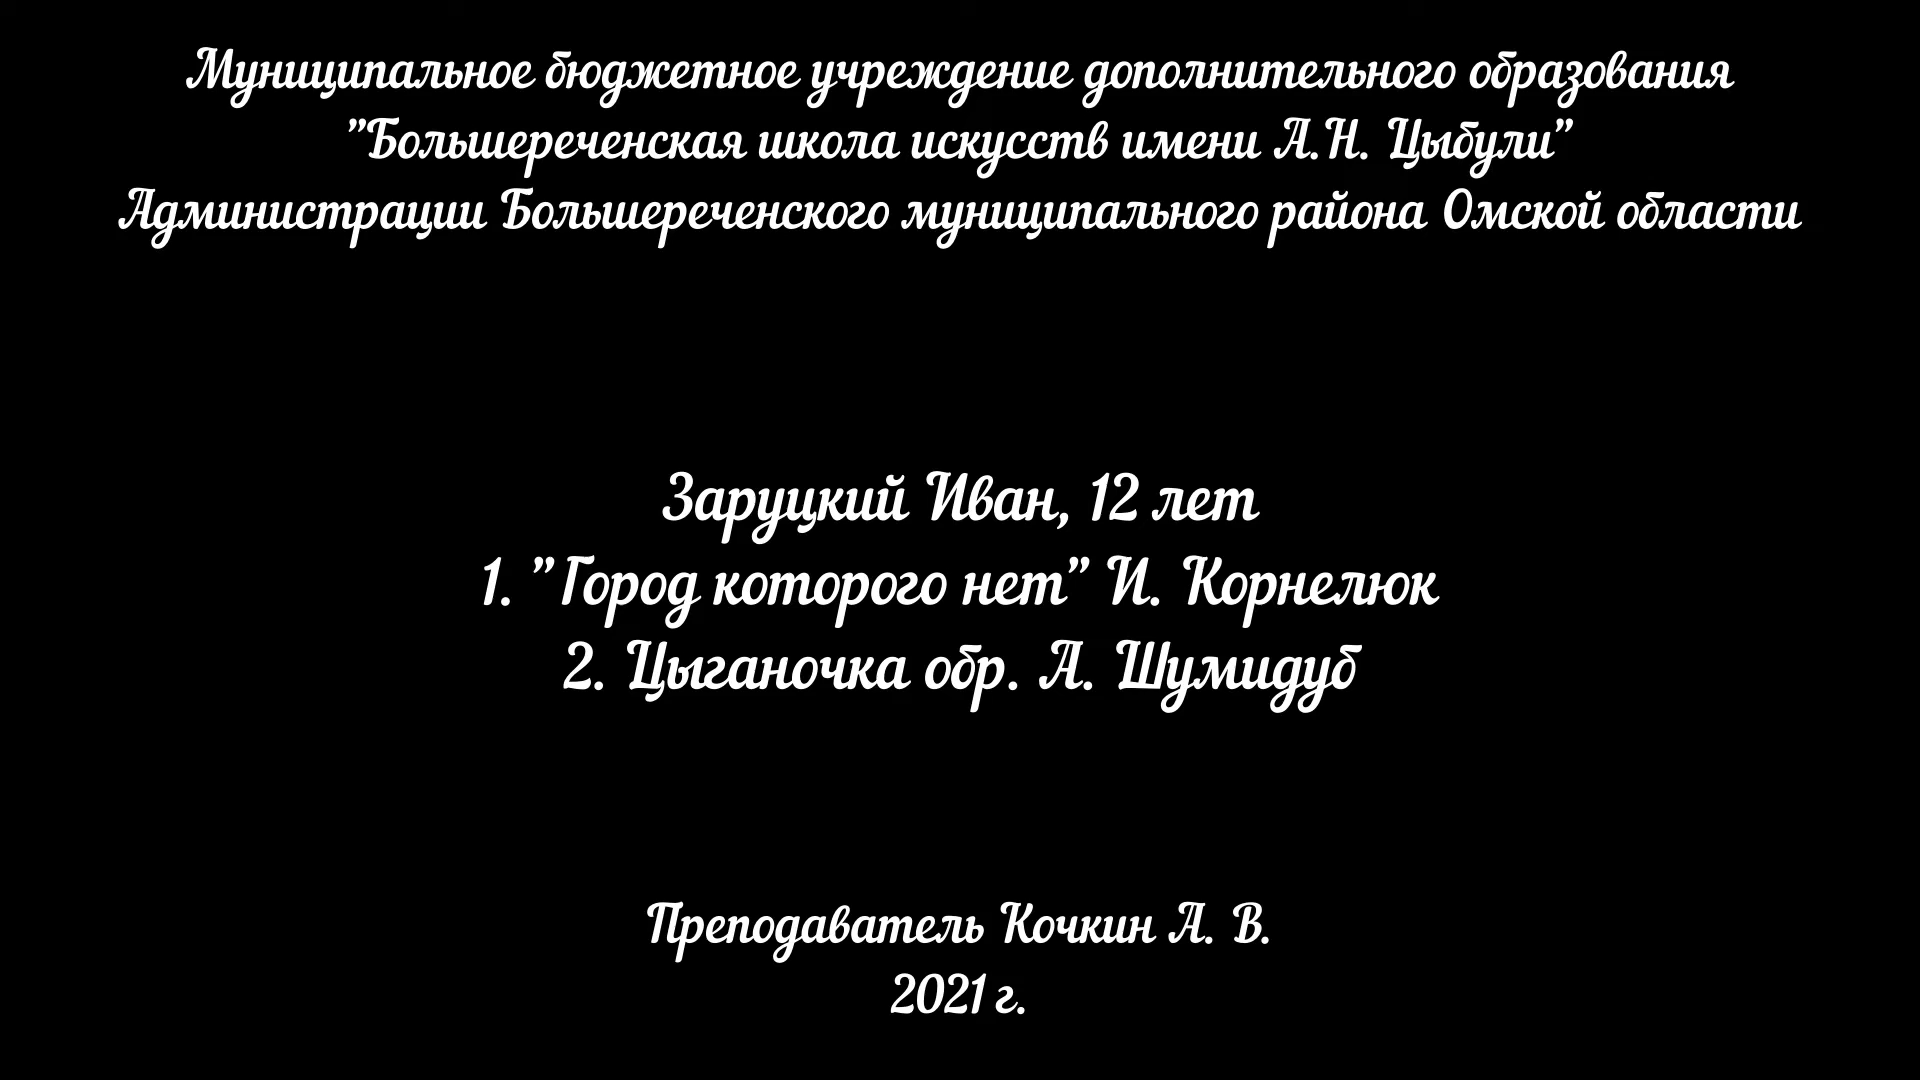 Муниципальное бюджетное учреждение дополнительного образования
"Большереченская школа искусств имени А.Н. Цыбули"
Администрации Большереченского муниципального района Омской области
Заруцкий Иван, 12 лет
1. "Город которого нет" И. Корнелюк
2. Цыганочка обр. А. Шумидуб
Преподаватель Кочкин А. В.
2021 г.